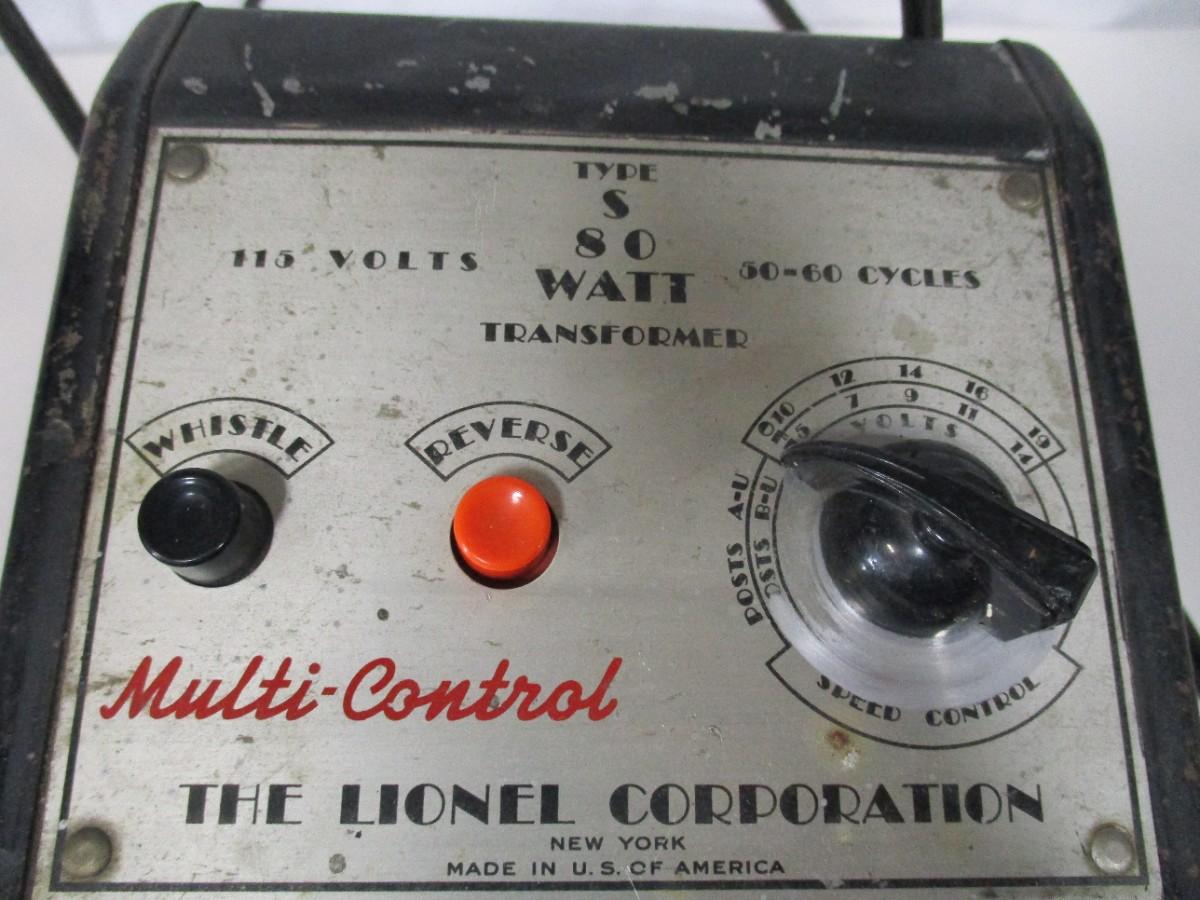 TYPE
S
80
WATT
TRANSFORMER
115 VOLTS
50-60 CYCLES
WHISTLE
REVERSE
10 12 14 16 19
5 7 9 11 14
VOLTS
POSTS A-U
POSTS B-U
SPEED CONTROL
Multi-Control
THE LIONEL CORPORATION
NEW YORK
MADE IN U.S. OF AMERICA